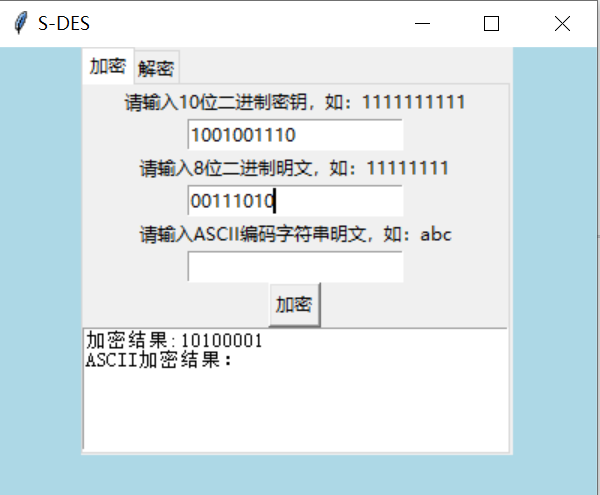 S-DES
加密 解密
请输入10位二进制密钥，如：1111111111
1001001110
请输入8位二进制明文，如：11111111
00111010
请输入ASCII编码字符串明文，如：abc
加密
加密结果:10100001
ASCII加密结果：